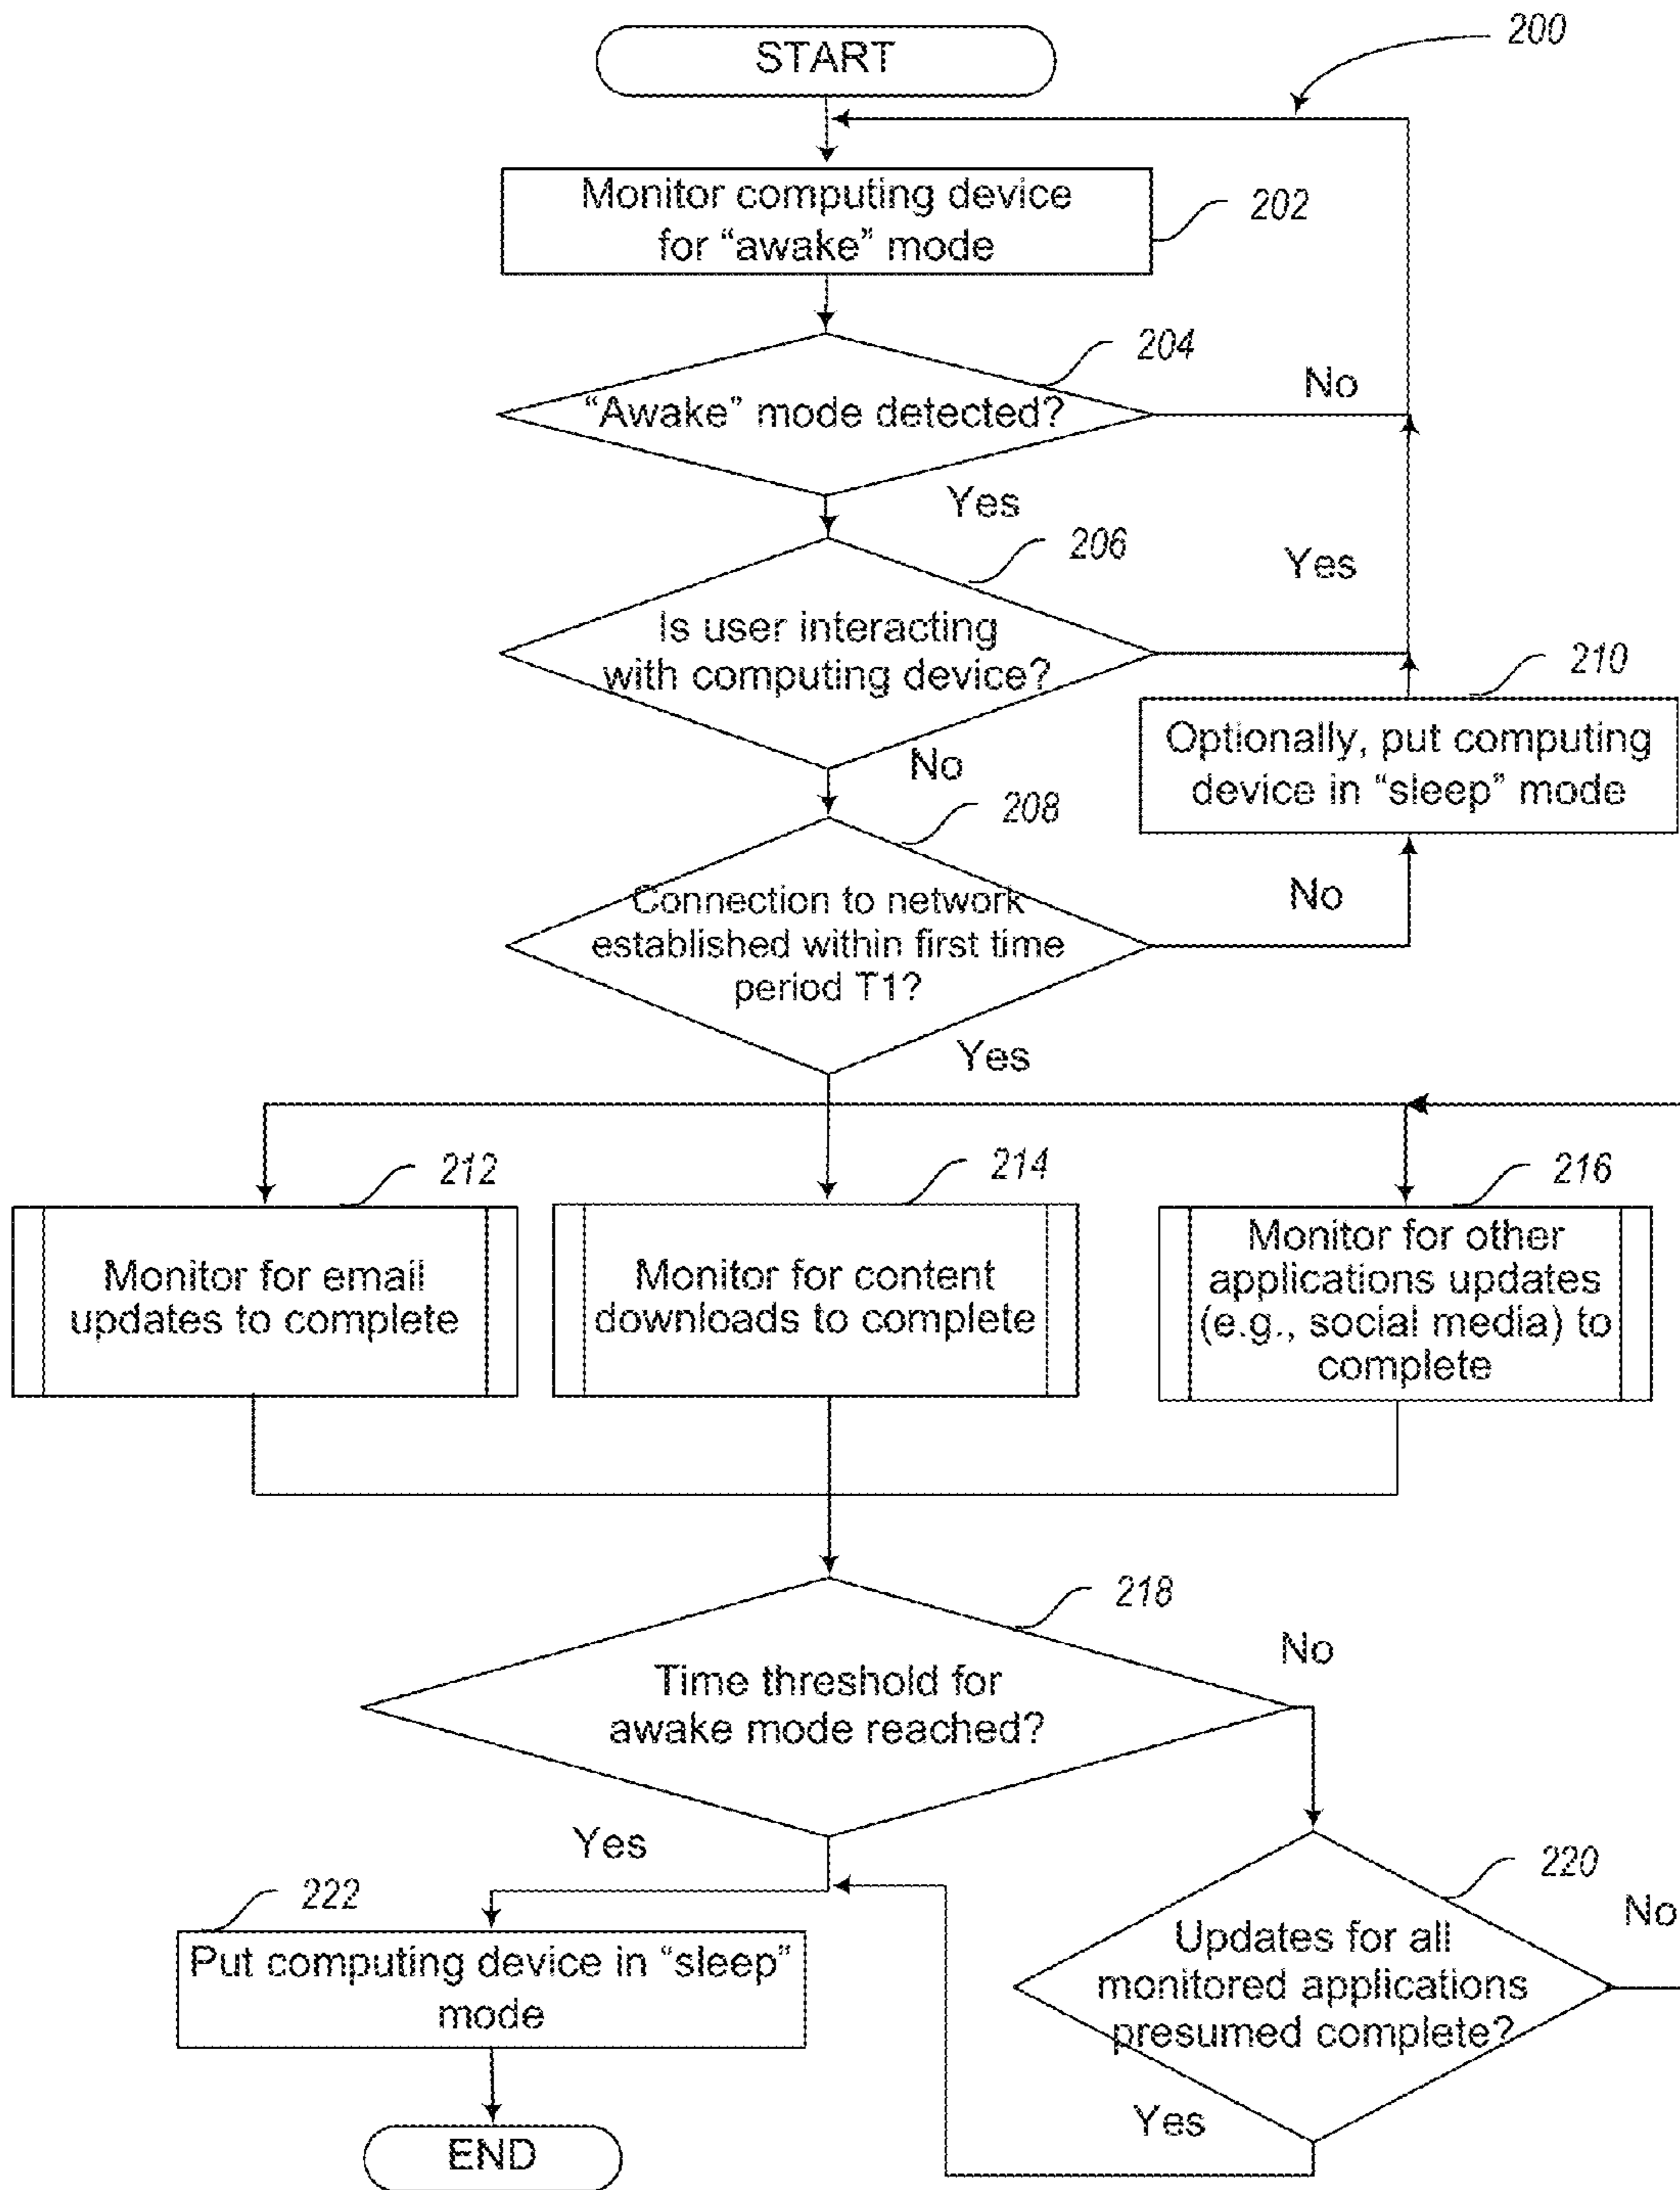 START
200
Monitor computing device
for “awake” mode
202
204
“Awake” mode detected?
No
Yes
206
Is user interacting
with computing device?
Yes
No
210
Optionally, put computing
device in “sleep” mode
208
Connection to network
established within first time
period T1?
No
Yes
212
Monitor for email
updates to complete
214
Monitor for content
downloads to complete
216
Monitor for other
applications updates
(e.g., social media) to
complete
218
Time threshold for
awake mode reached?
No
Yes
220
Updates for all
monitored applications
presumed complete?
No
Yes
222
Put computing device in “sleep”
mode
END